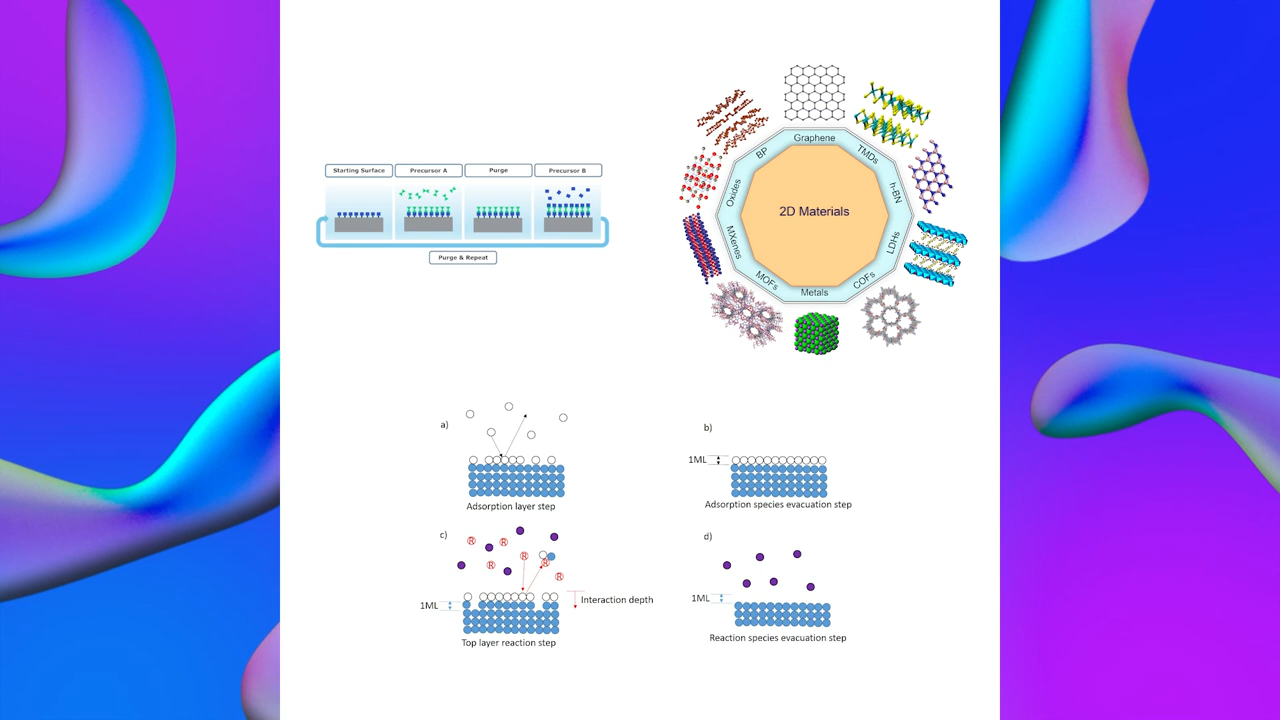 Starting Surface
Precursor A
Purge
Precursor B
Purge & Repeat
Graphene
TMDs
h-BN
LDHs
COFs
Metals
MOFs
MXenes
Oxides
BP
2D Materials
a)
Adsorption layer step
b)
1ML
Adsorption species evacuation step
c)
R
R
R
R
R
R
1ML
Interaction depth
Top layer reaction step
d)
1ML
Reaction species evacuation step